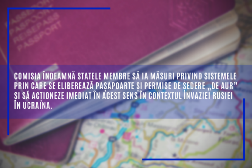 COMISIA ÎNDEAMNĂ STATELE MEMBRE SĂ IA MĂSURI PRIVIND SISTEMELE
PRIN CARE SE ELIBEREAZĂ PAȘAPOARTE ȘI PERMISE DE ȘEDERE „DE AUR”
ȘI SĂ ACȚIONEZE IMEDIAT ÎN ACEST SENS ÎN CONTEXTUL INVAZIEI RUSIEI
ÎN UCRAINA.